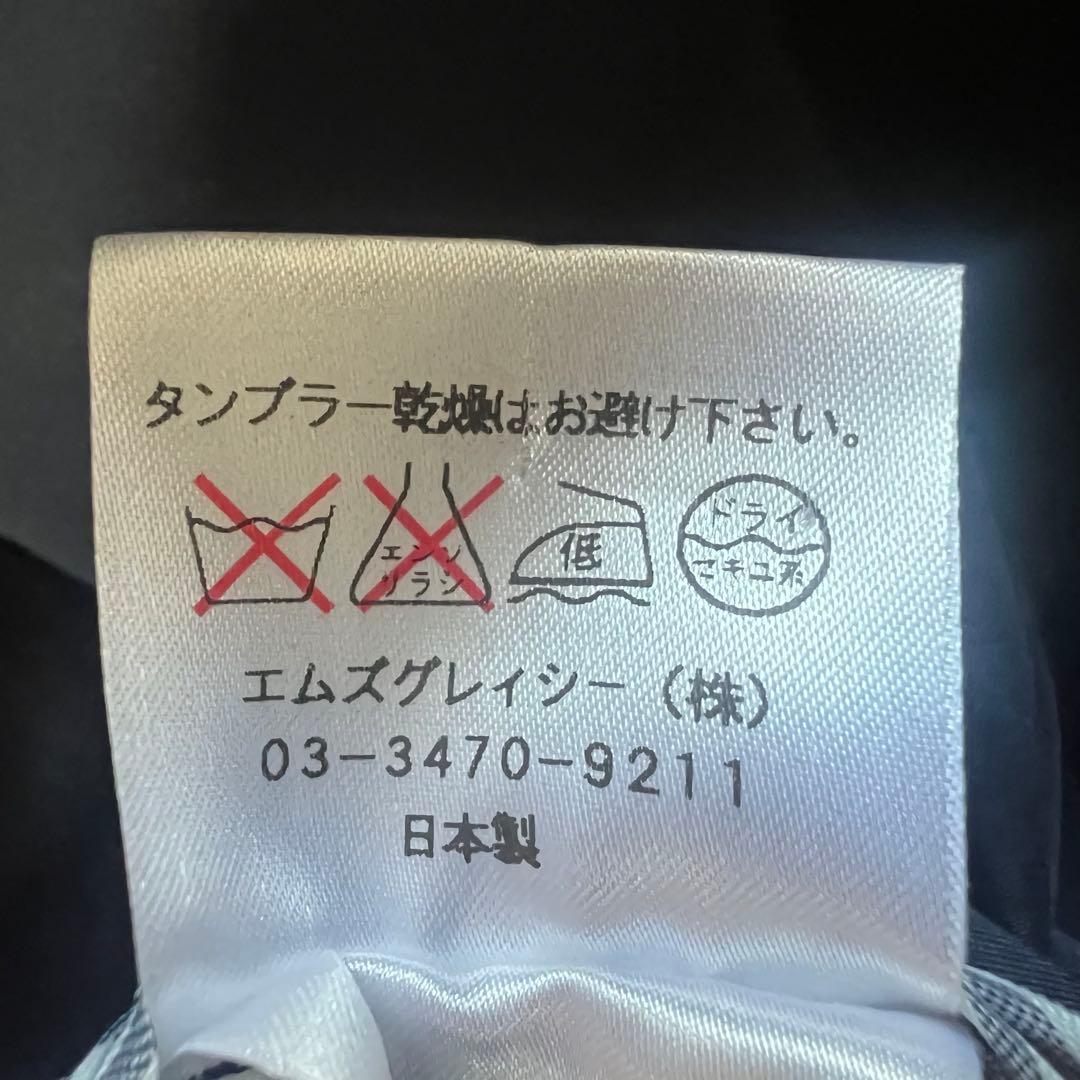 タンブラー乾燥はお避け下さい。
エンソ
サラシ
低
ドライ
セキユ系
エムズグレイシー(株)
03-3470-9211
日本製